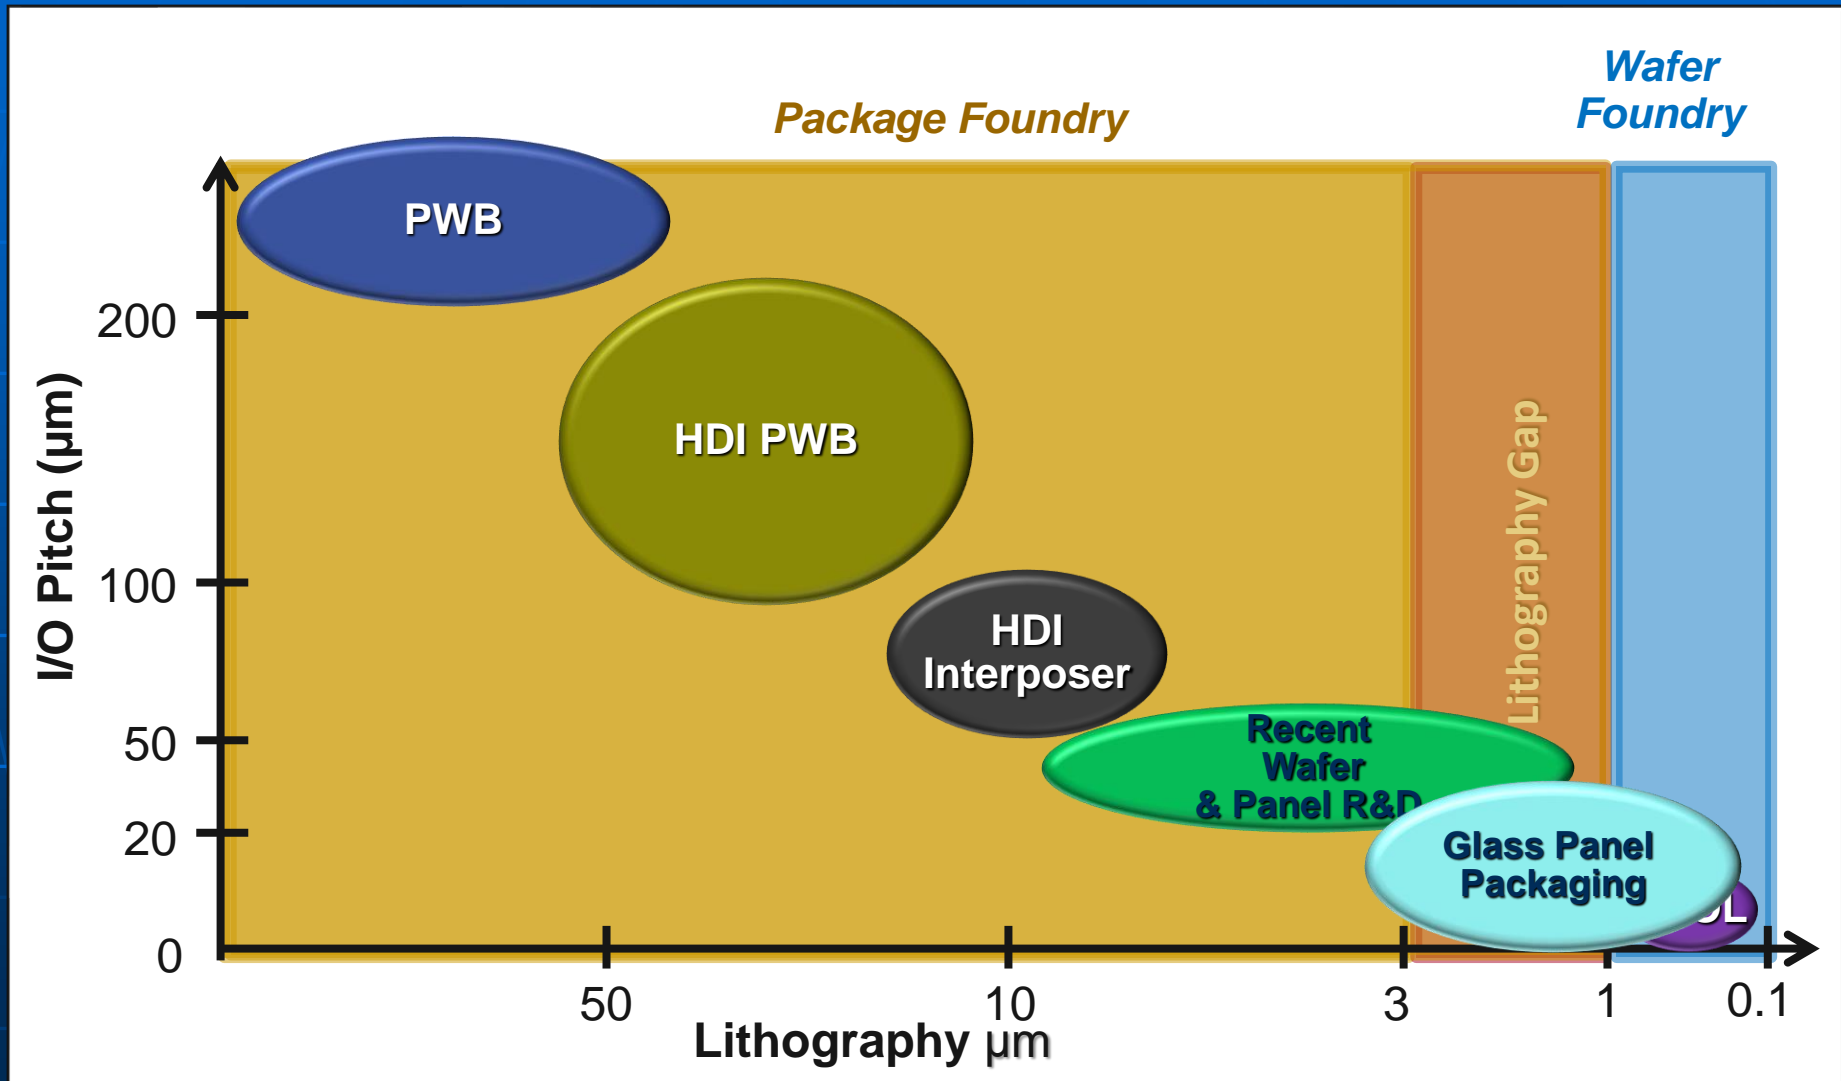 Wafer
Foundry
Package Foundry
PWB
200
HDI PWB
I/O Pitch (µm)
Lithography Gap
100
HDI
Interposer
50
Recent
Wafer
& Panel R&D
20
Glass Panel
Packaging
0
50
10
3
1
0.1
Lithography µm